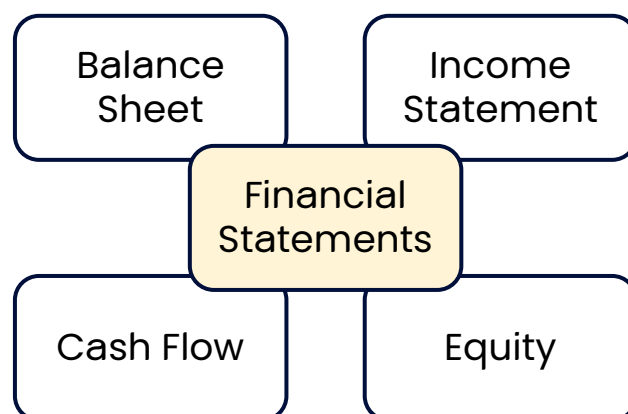 Balance
Sheet
Income
Statement
Financial
Statements
Cash Flow
Equity